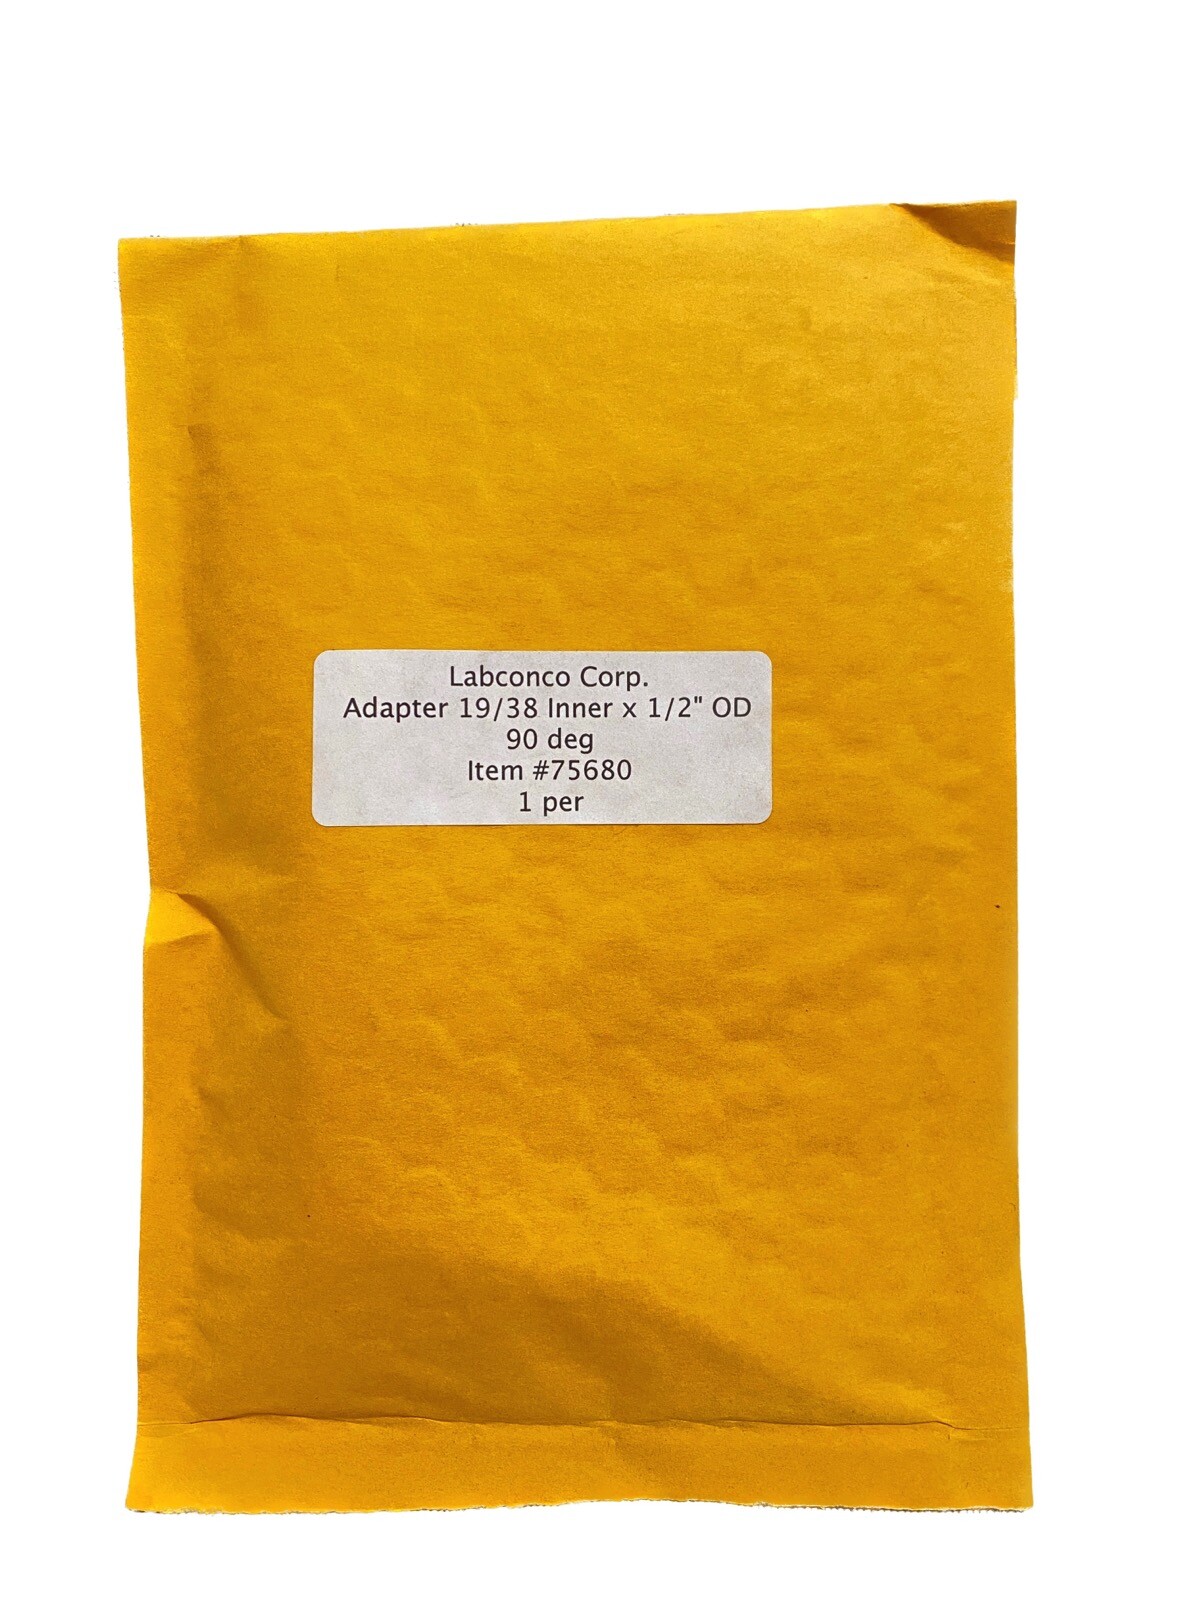 Labconco Corp.
Adapter 19/38 Inner x 1/2" OD
90 deg
Item #75680
1 per